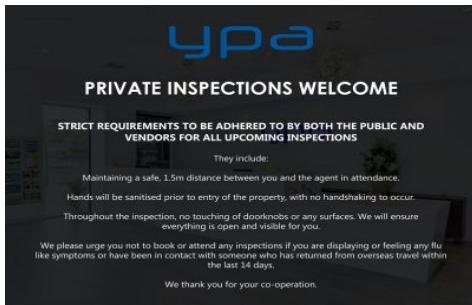 ypa
PRIVATE INSPECTIONS WELCOME
STRICT REQUIREMENTS TO BE ADHERED TO BY BOTH THE PUBLIC AND
VENDORS FOR ALL UPCOMING INSPECTIONS
They include:
Maintaining a safe, 1.5m distance between you and the agent in attendance.
Hands will be sanitised prior to entry of the property, with no handshaking to occur.
Throughout the inspection, no touching of doorknobs or any surfaces. We will ensure
everything is open and visible for you.
We please urge you not to book or attend any inspections if you are displaying or feeling any flu
like symptoms or have been in contact with someone who has returned from overseas travel within
the last 14 days.
We thank you for your co-operation.